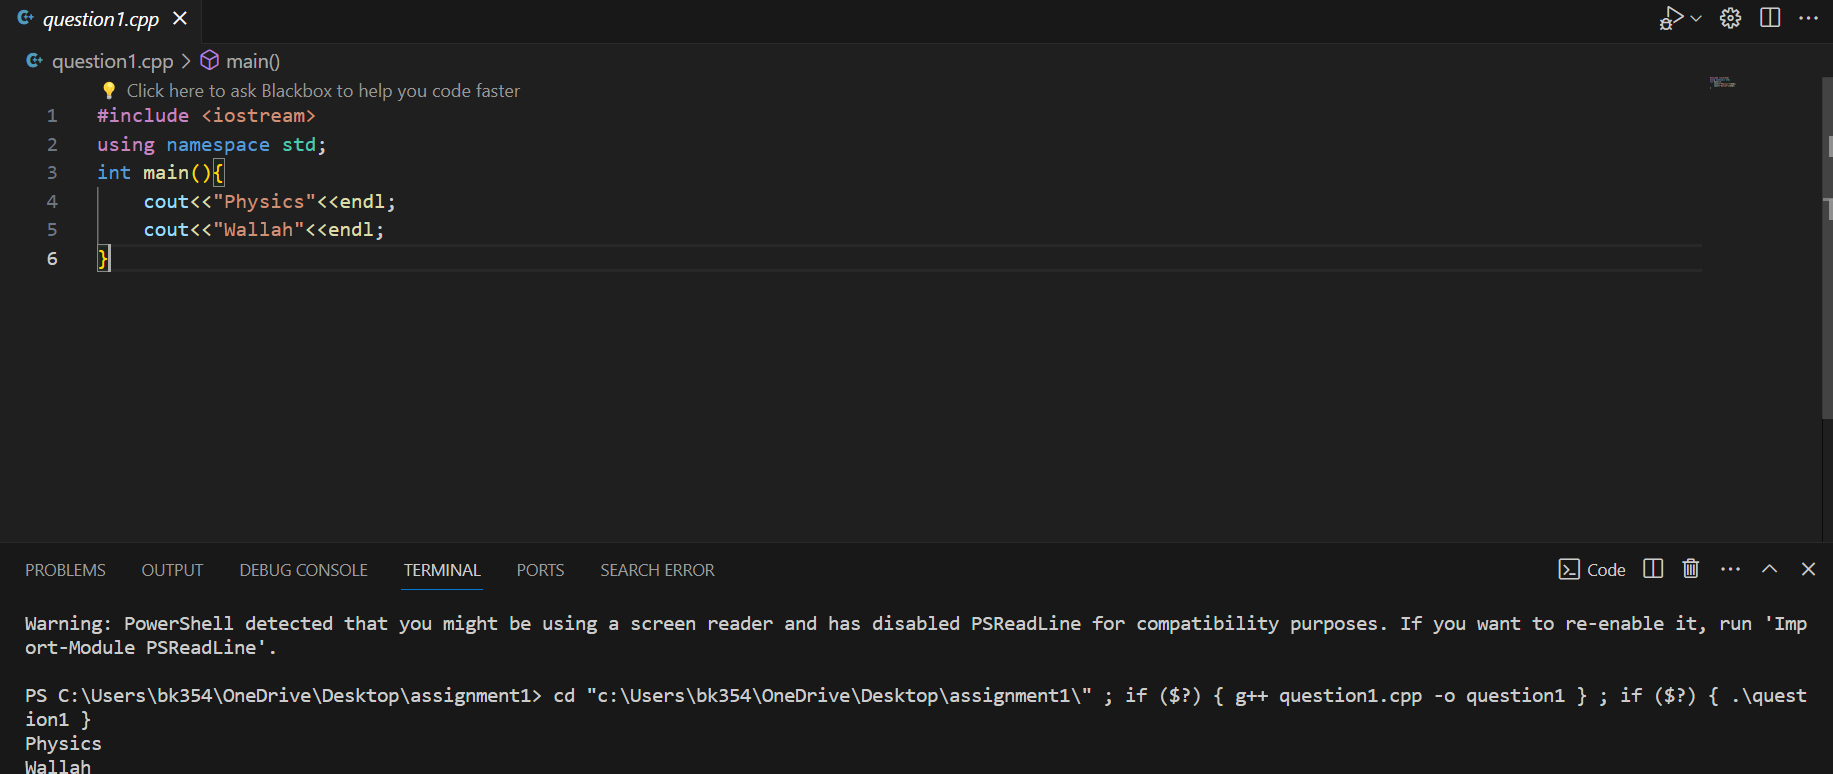 question1.cpp
question1.cpp > main()
Click here to ask Blackbox to help you code faster
1 #include <iostream>
2 using namespace std;
3 int main(){
4     cout<<"Physics"<<endl;
5     cout<<"Wallah"<<endl;
6 }
PROBLEMS OUTPUT DEBUG CONSOLE TERMINAL PORTS SEARCH ERROR Code
Warning: PowerShell detected that you might be using a screen reader and has disabled PSReadLine for compatibility purposes. If you want to re-enable it, run 'Imp
ort-Module PSReadLine'.
PS C:\Users\bk354\OneDrive\Desktop\assignment1> cd "c:\Users\bk354\OneDrive\Desktop\assignment1\" ; if ($?) { g++ question1.cpp -o question1 } ; if ($?) { .\quest
ion1 }
Physics
Wallah